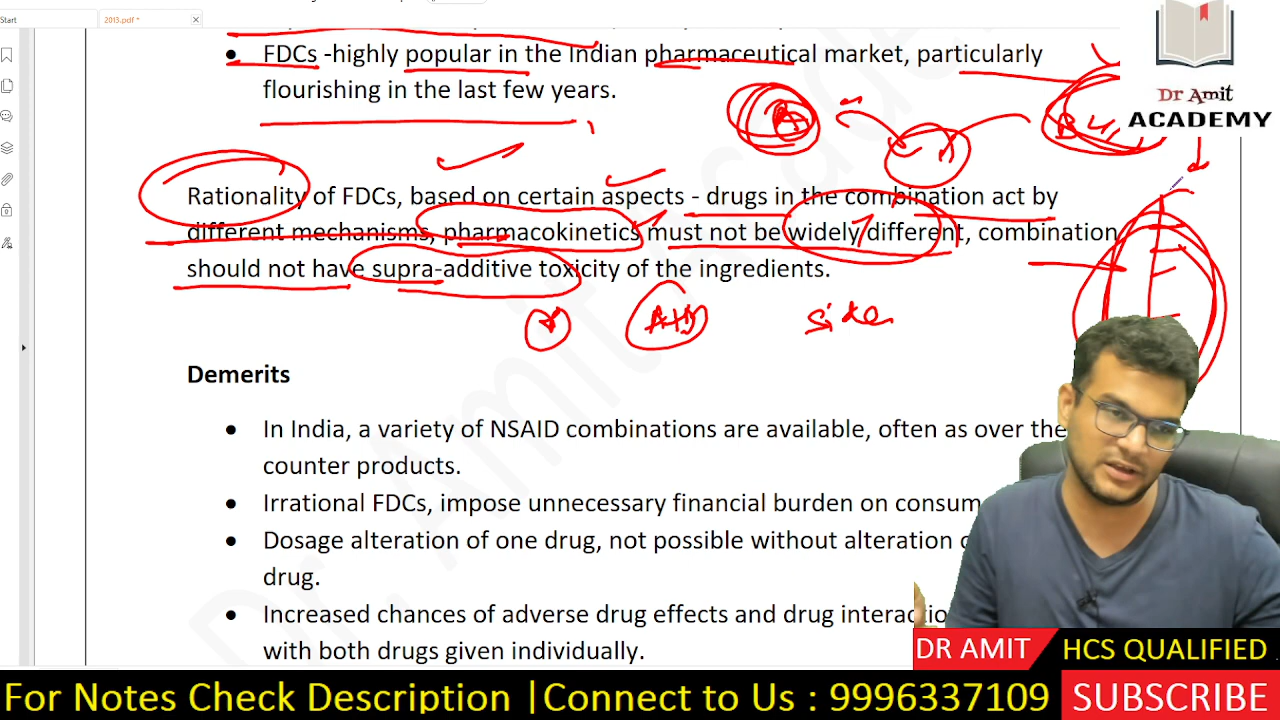 Start
2013.pdf *
• FDCs -highly popular in the Indian pharmaceutical market, particularly
flourishing in the last few years.
Dr Amit
ACADEMY
Rationality of FDCs, based on certain aspects - drugs in the combination act by
different mechanisms, pharmacokinetics must not be widely different, combination
should not have supra-additive toxicity of the ingredients.
Side
Demerits
• In India, a variety of NSAID combinations are available, often as over the
counter products.
• Irrational FDCs, impose unnecessary financial burden on consum
• Dosage alteration of one drug, not possible without alteration
drug.
• Increased chances of adverse drug effects and drug interactio
with both drugs given individually.
DR AMIT
HCS QUALIFIED
For Notes Check Description | Connect to Us : 9996337109
SUBSCRIBE